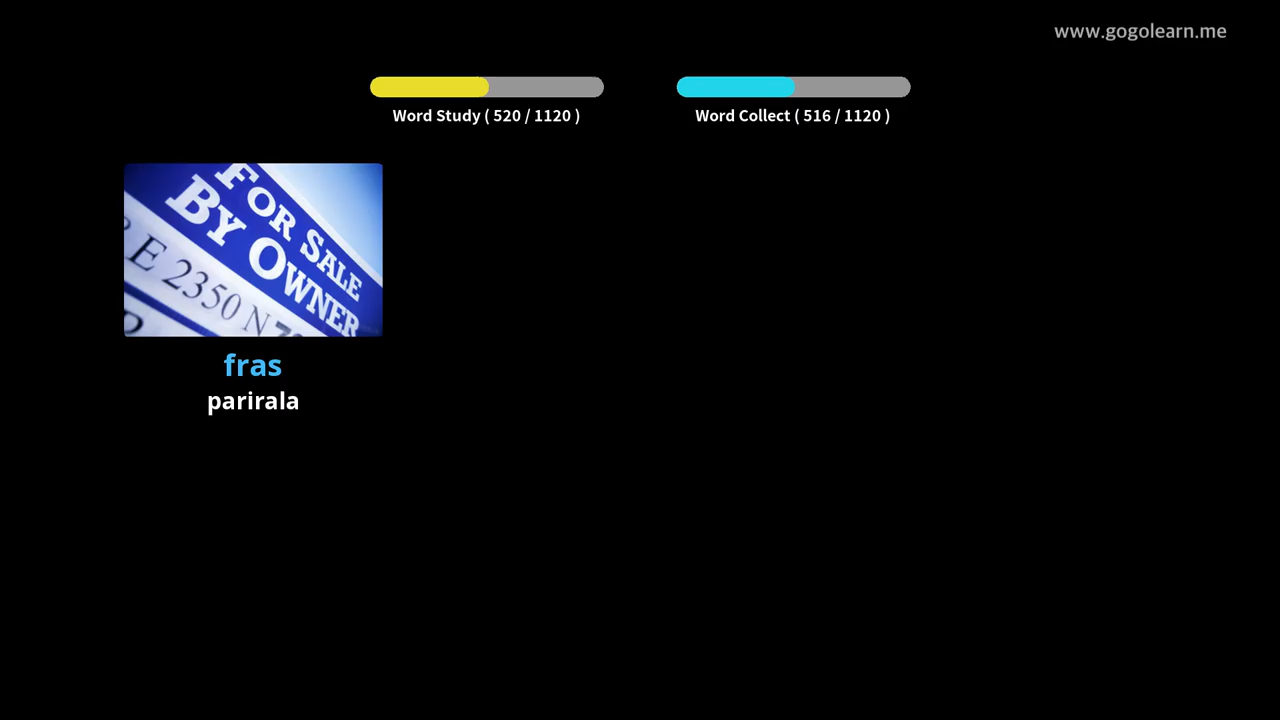 www.gogolearn.me
Word Study ( 520 / 1120 )
Word Collect ( 516 / 1120 )
FOR SALE
BY OWNER
E 2350 N
fras
parirala